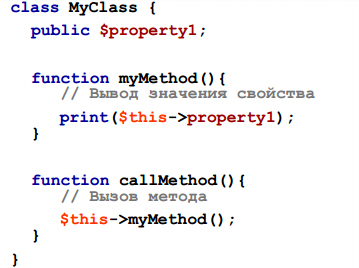 class MyClass {
public $property1;
function myMethod(){
// Вывод значения свойства
print($this->property1);
}
function callMethod(){
// Вызов метода
$this->myMethod();
}
}